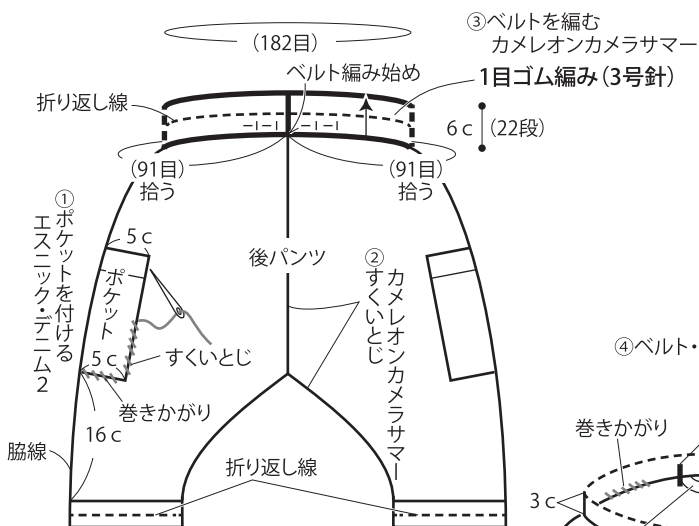 (182目)
③ベルトを編む
カメレオンカメラサマー
1目ゴム編み(3号針)
ベルト編み始め
折り返し線
6c
(22段)
(91目)
拾う
(91目)
拾う
①ポケットを付ける
エスニック・デニム2
5c
ポケット
後パンツ
②すくいとじ
カメレオンカメラサマー
5c
すくいとじ
巻きかがり
16c
脇線
折り返し線
④ベルト・
巻きかがり
3c